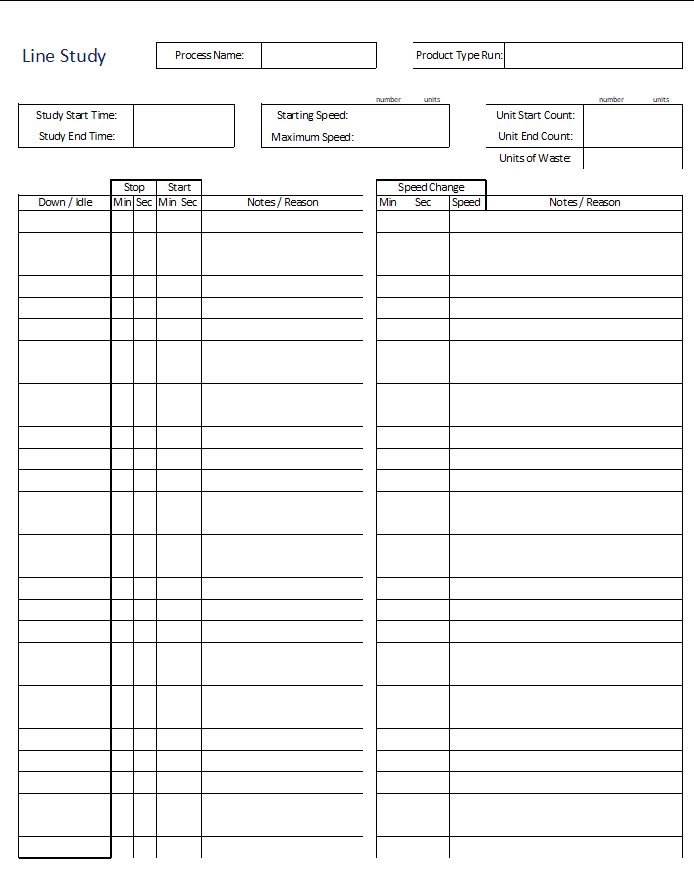 Line Study
Process Name:
Product Type Run:
number units
number units
Study Start Time:
Study End Time:
Starting Speed:
Maximum Speed:
Unit Start Count:
Unit End Count:
Units of Waste:
Stop Start
Down / Idle Min Sec Min Sec Notes / Reason
Speed Change
Min Sec Speed Notes / Reason